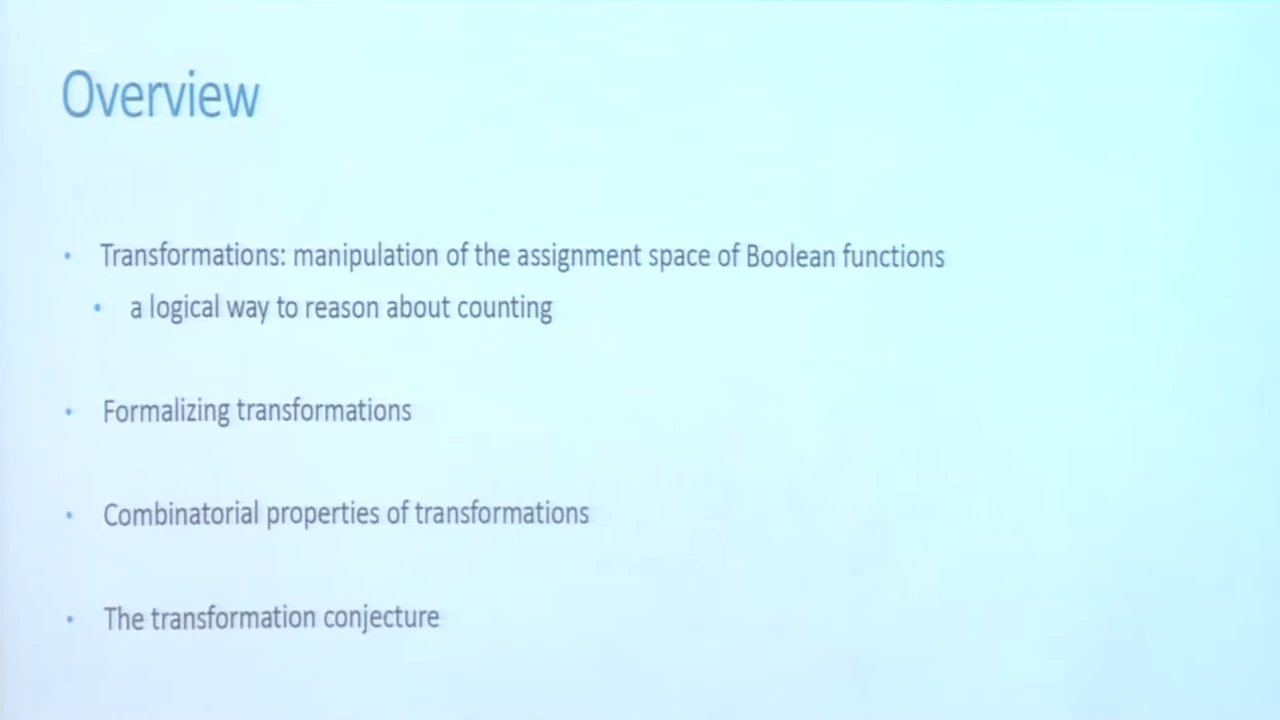 Overview
• Transformations: manipulation of the assignment space of Boolean functions
• a logical way to reason about counting
• Formalizing transformations
• Combinatorial properties of transformations
• The transformation conjecture